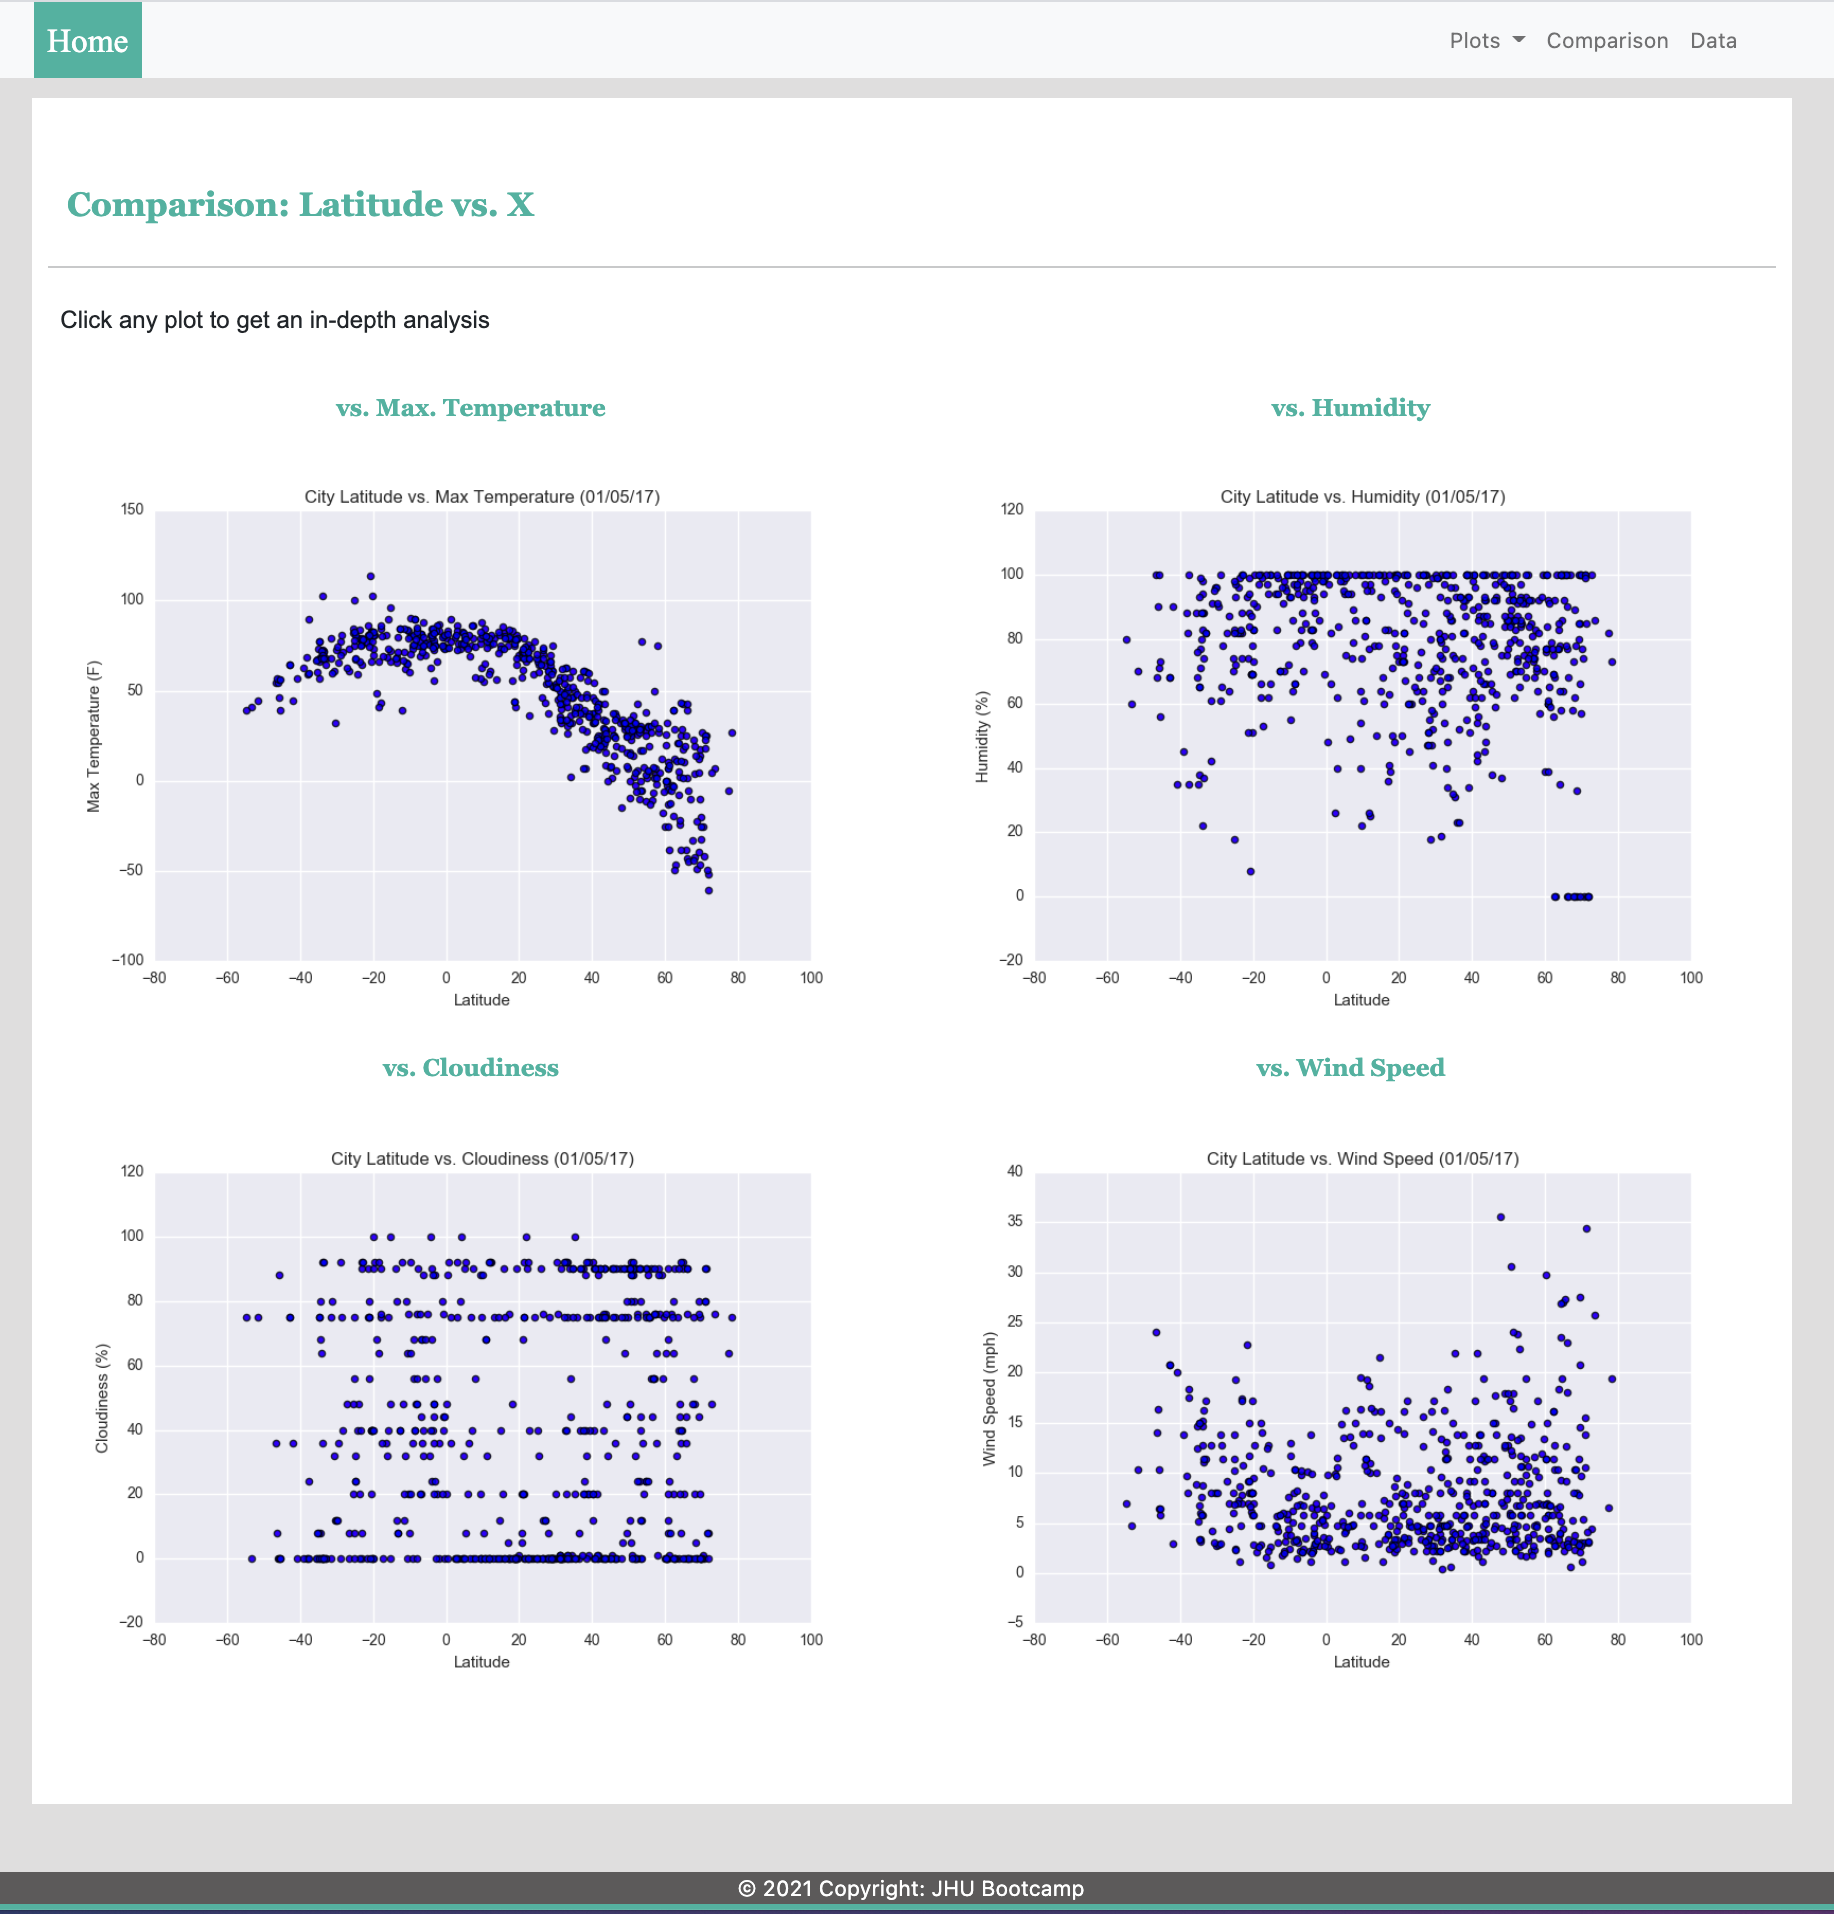 Home
Plots Comparison Data
Comparison: Latitude vs. X
Click any plot to get an in-depth analysis
vs. Max. Temperature
vs. Humidity
City Latitude vs. Max Temperature (01/05/17)
150
100
50
0
−50
−100
Max Temperature (F)
−80 −60 −40 −20 0 20 40 60 80 100
Latitude
City Latitude vs. Humidity (01/05/17)
120
100
80
60
40
20
0
−20
Humidity (%)
−80 −60 −40 −20 0 20 40 60 80 100
Latitude
vs. Cloudiness
vs. Wind Speed
City Latitude vs. Cloudiness (01/05/17)
120
100
80
60
40
20
0
−20
Cloudiness (%)
−80 −60 −40 −20 0 20 40 60 80 100
Latitude
City Latitude vs. Wind Speed (01/05/17)
40
35
30
25
20
15
10
5
0
−5
Wind Speed (mph)
−80 −60 −40 −20 0 20 40 60 80 100
Latitude
© 2021 Copyright: JHU Bootcamp